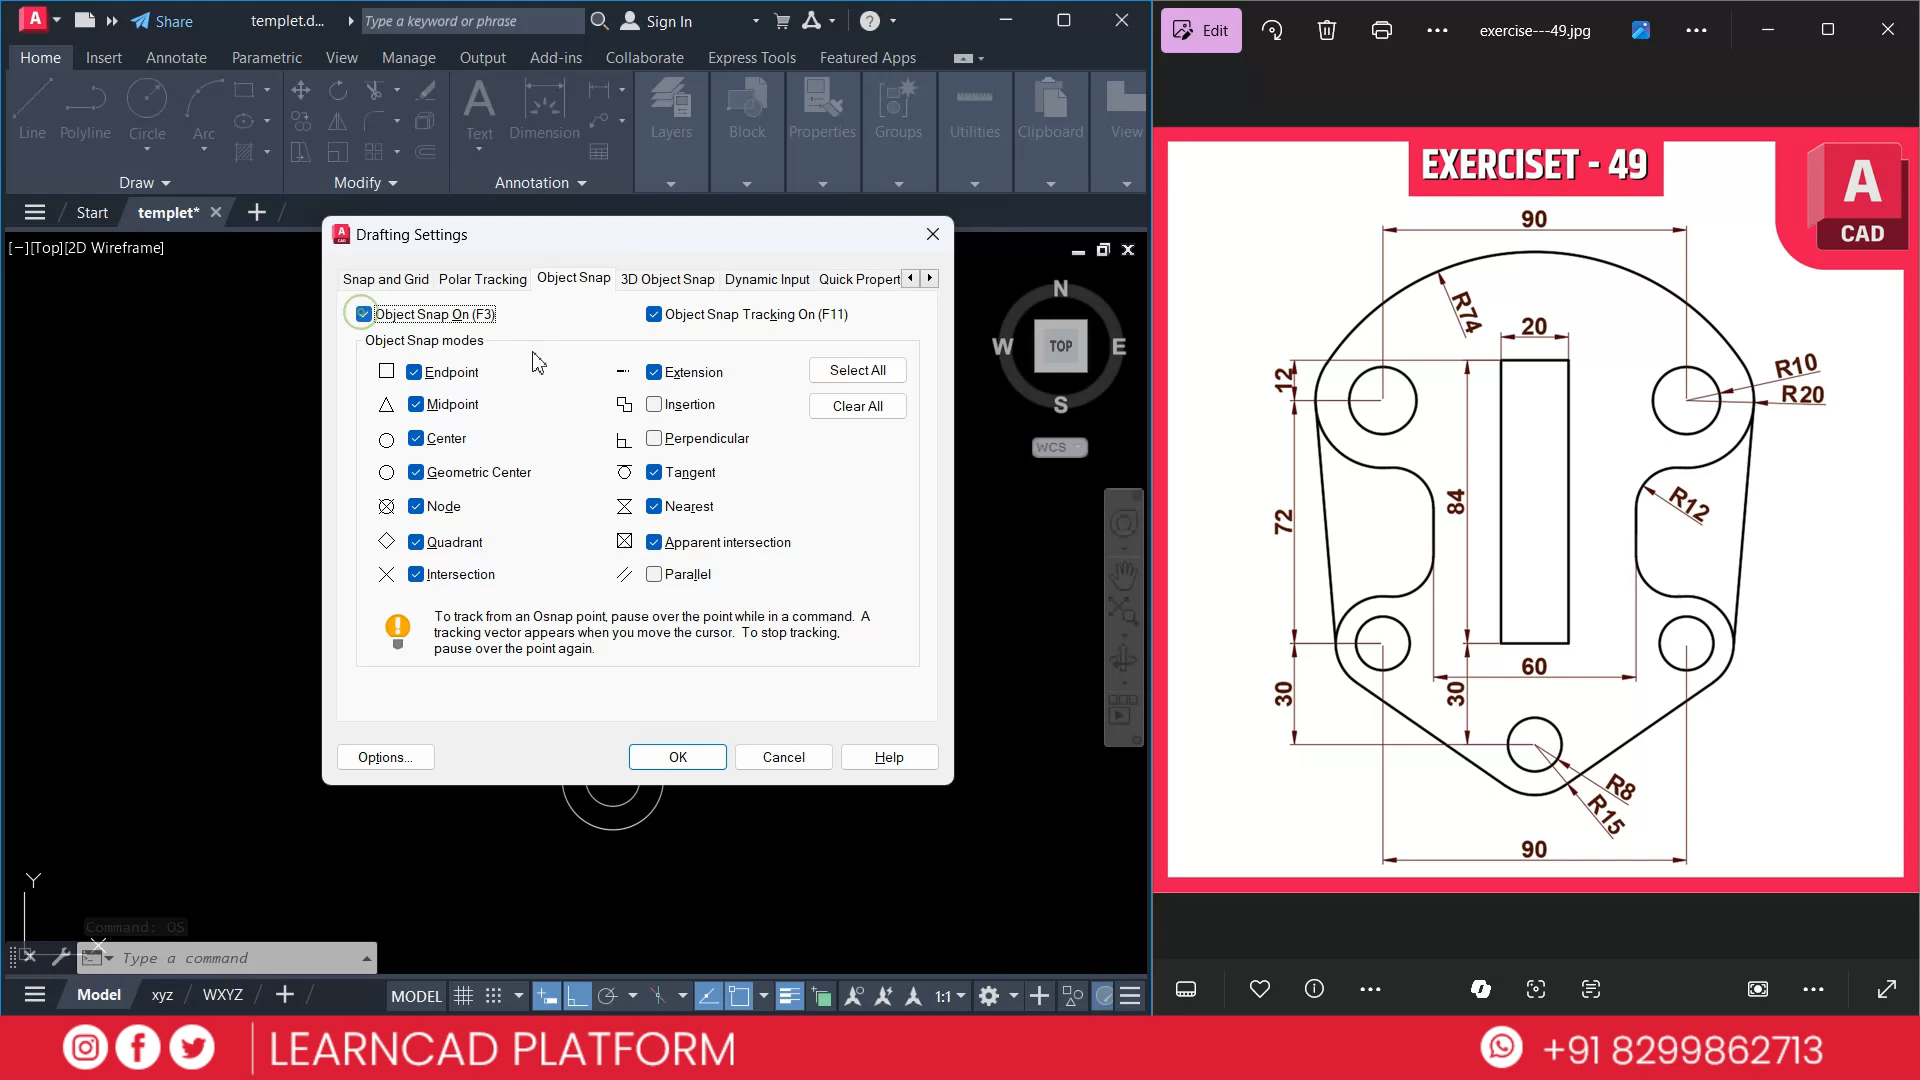 A Share templet.d... Type a keyword or phrase Sign In
Home Insert Annotate Parametric View Manage Output Add-ins Collaborate Express Tools Featured Apps
Line Polyline Circle Arc Text Dimension Layers Block Properties Groups Utilities Clipboard View
Draw Modify Annotation
Start templet* 
[−][Top][2D Wireframe]
Drafting Settings
Snap and Grid Polar Tracking Object Snap 3D Object Snap Dynamic Input Quick Propert
Object Snap On (F3) Object Snap Tracking On (F11)
Object Snap modes
Endpoint Extension Select All
Midpoint Insertion Clear All
Center Perpendicular
Geometric Center Tangent
Node Nearest
Quadrant Apparent intersection
Intersection Parallel
To track from an Osnap point, pause over the point while in a command. A
tracking vector appears when you move the cursor. To stop tracking,
pause over the point again.
Options... OK Cancel Help
N
W TOP E
S
WCS
Y
X
Command: OS
Type a command
Model xyz WXYZ MODEL 1:1
Edit exercise---49.jpg
EXERCISET - 49
A
CAD
90
R74
20
12
R10
R20
84
72
R12
60
30
30
R8
R15
90
LEARNCAD PLATFORM +91 8299862713